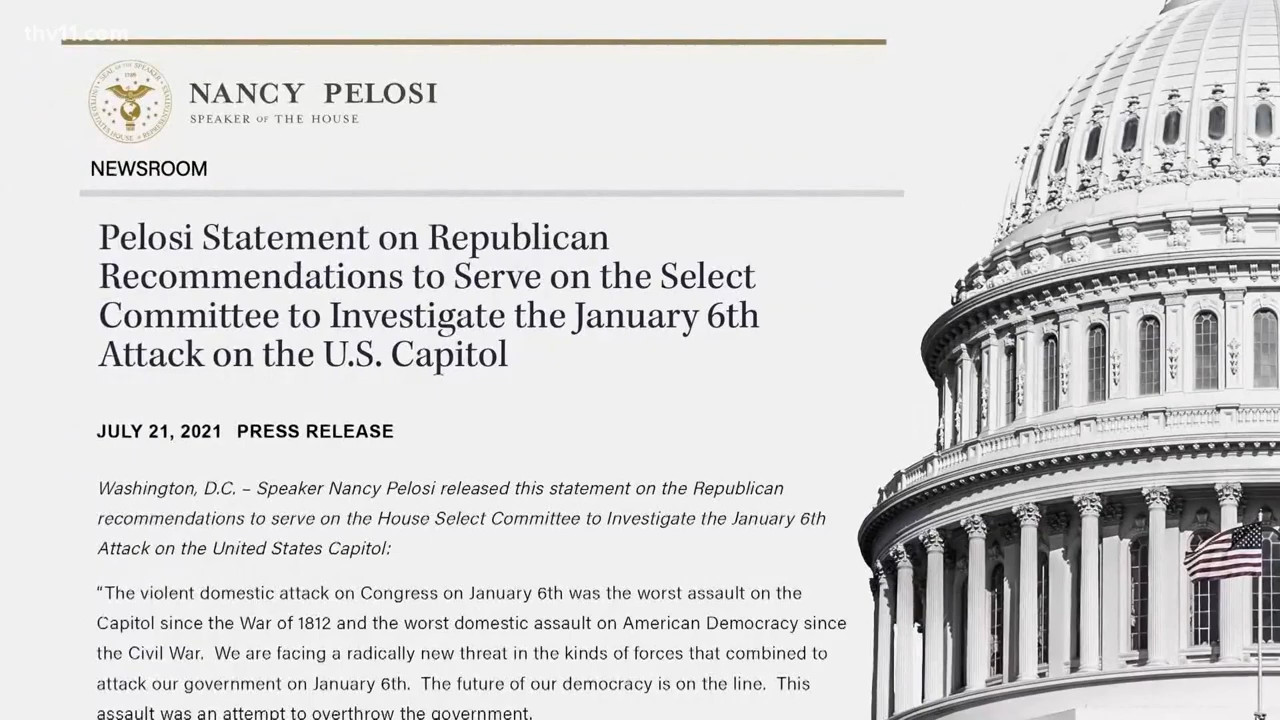 thv11.com
NANCY PELOSI
SPEAKER OF THE HOUSE
NEWSROOM
Pelosi Statement on Republican
Recommendations to Serve on the Select
Committee to Investigate the January 6th
Attack on the U.S. Capitol
JULY 21, 2021 PRESS RELEASE
Washington, D.C. – Speaker Nancy Pelosi released this statement on the Republican
recommendations to serve on the House Select Committee to Investigate the January 6th
Attack on the United States Capitol:
“The violent domestic attack on Congress on January 6th was the worst assault on the
Capitol since the War of 1812 and the worst domestic assault on American Democracy since
the Civil War. We are facing a radically new threat in the kinds of forces that combined to
attack our government on January 6th. The future of our democracy is on the line. This
assault was an attempt to overthrow the government.